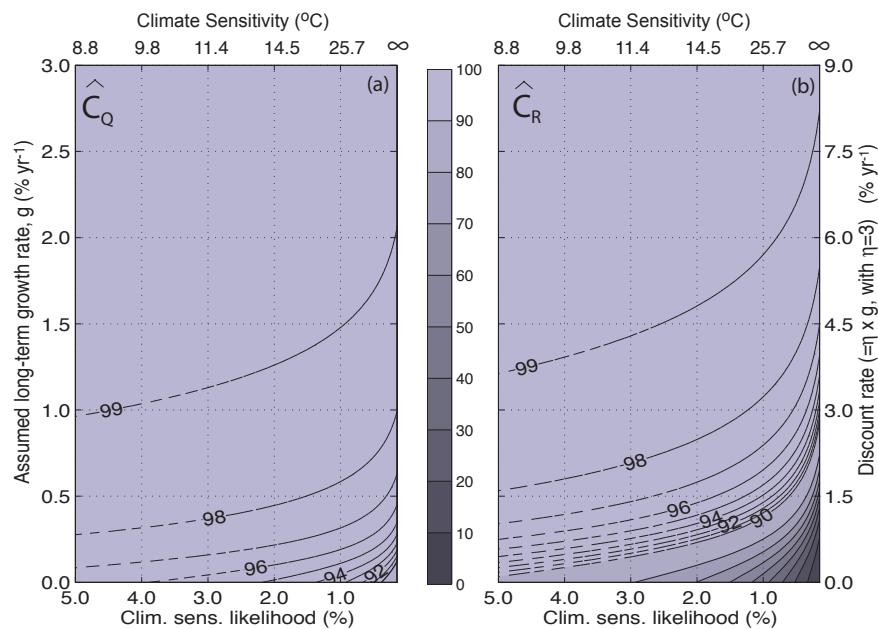 Climate Sensitivity (°C)
8.8 9.8 11.4 14.5 25.7 ∞
3.0
2.5
2.0
1.5
1.0
0.5
0.0
Assumed long-term growth rate, g (% yr-1)
(a)
ĈQ
99
98
96
94
92
5.0 4.0 3.0 2.0 1.0
Clim. sens. likelihood (%)
100
90
80
70
60
50
40
30
20
10
0
Climate Sensitivity (°C)
8.8 9.8 11.4 14.5 25.7 ∞
(b)
ĈR
99
98
96
94
92
90
9.0
7.5
6.0
4.5
3.0
1.5
0.0
Discount rate (=η x g, with η=3) (% yr-1)
5.0 4.0 3.0 2.0 1.0
Clim. sens. likelihood (%)